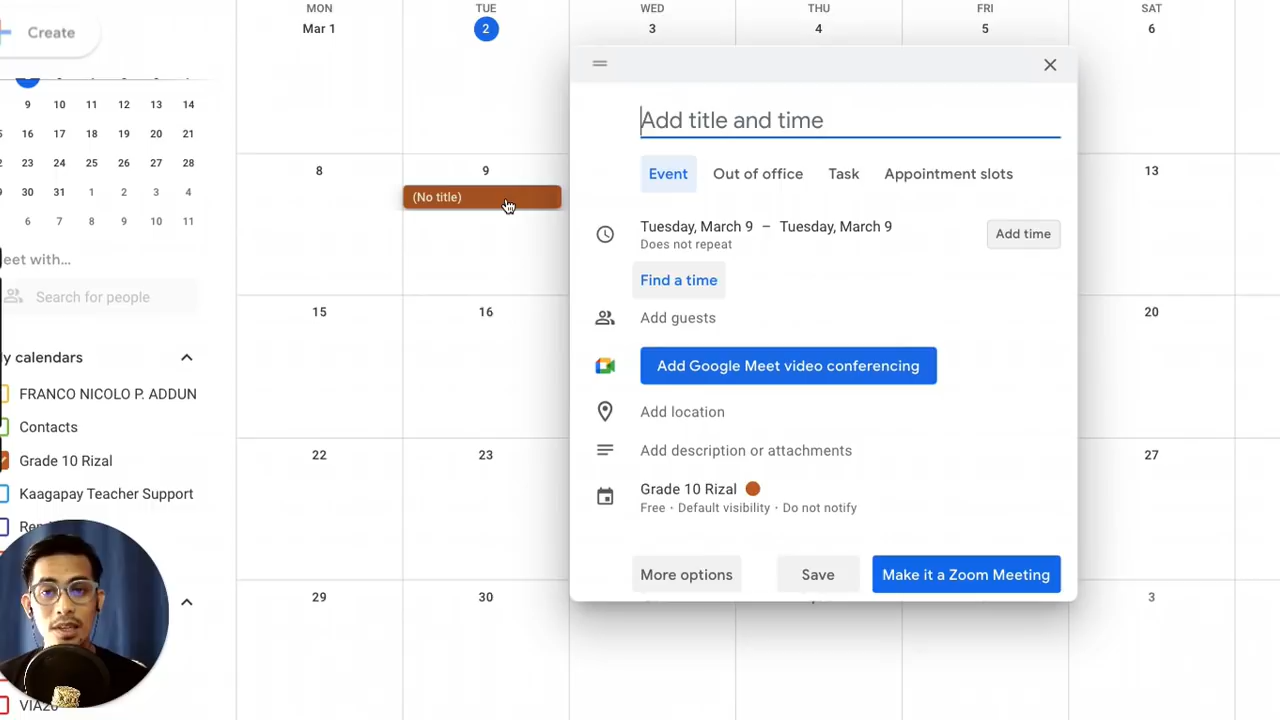 Create
9 10 11 12 13 14
16 17 18 19 20 21
23 24 25 26 27 28
30 31 1 2 3 4
6 7 8 9 10 11
eet with...
Search for people
y calendars
FRANCO NICOLO P. ADDUN
Contacts
Grade 10 Rizal
Kaagapay Teacher Support
MON TUE WED THU FRI SAT
Mar 1 2 3 4 5 6
8 9 13
(No title)
15 16 20
22 23 27
29 30 3
Add title and time
Event Out of office Task Appointment slots
Tuesday, March 9 – Tuesday, March 9 Add time
Does not repeat
Find a time
Add guests
Add Google Meet video conferencing
Add location
Add description or attachments
Grade 10 Rizal
Free · Default visibility · Do not notify
More options Save Make it a Zoom Meeting